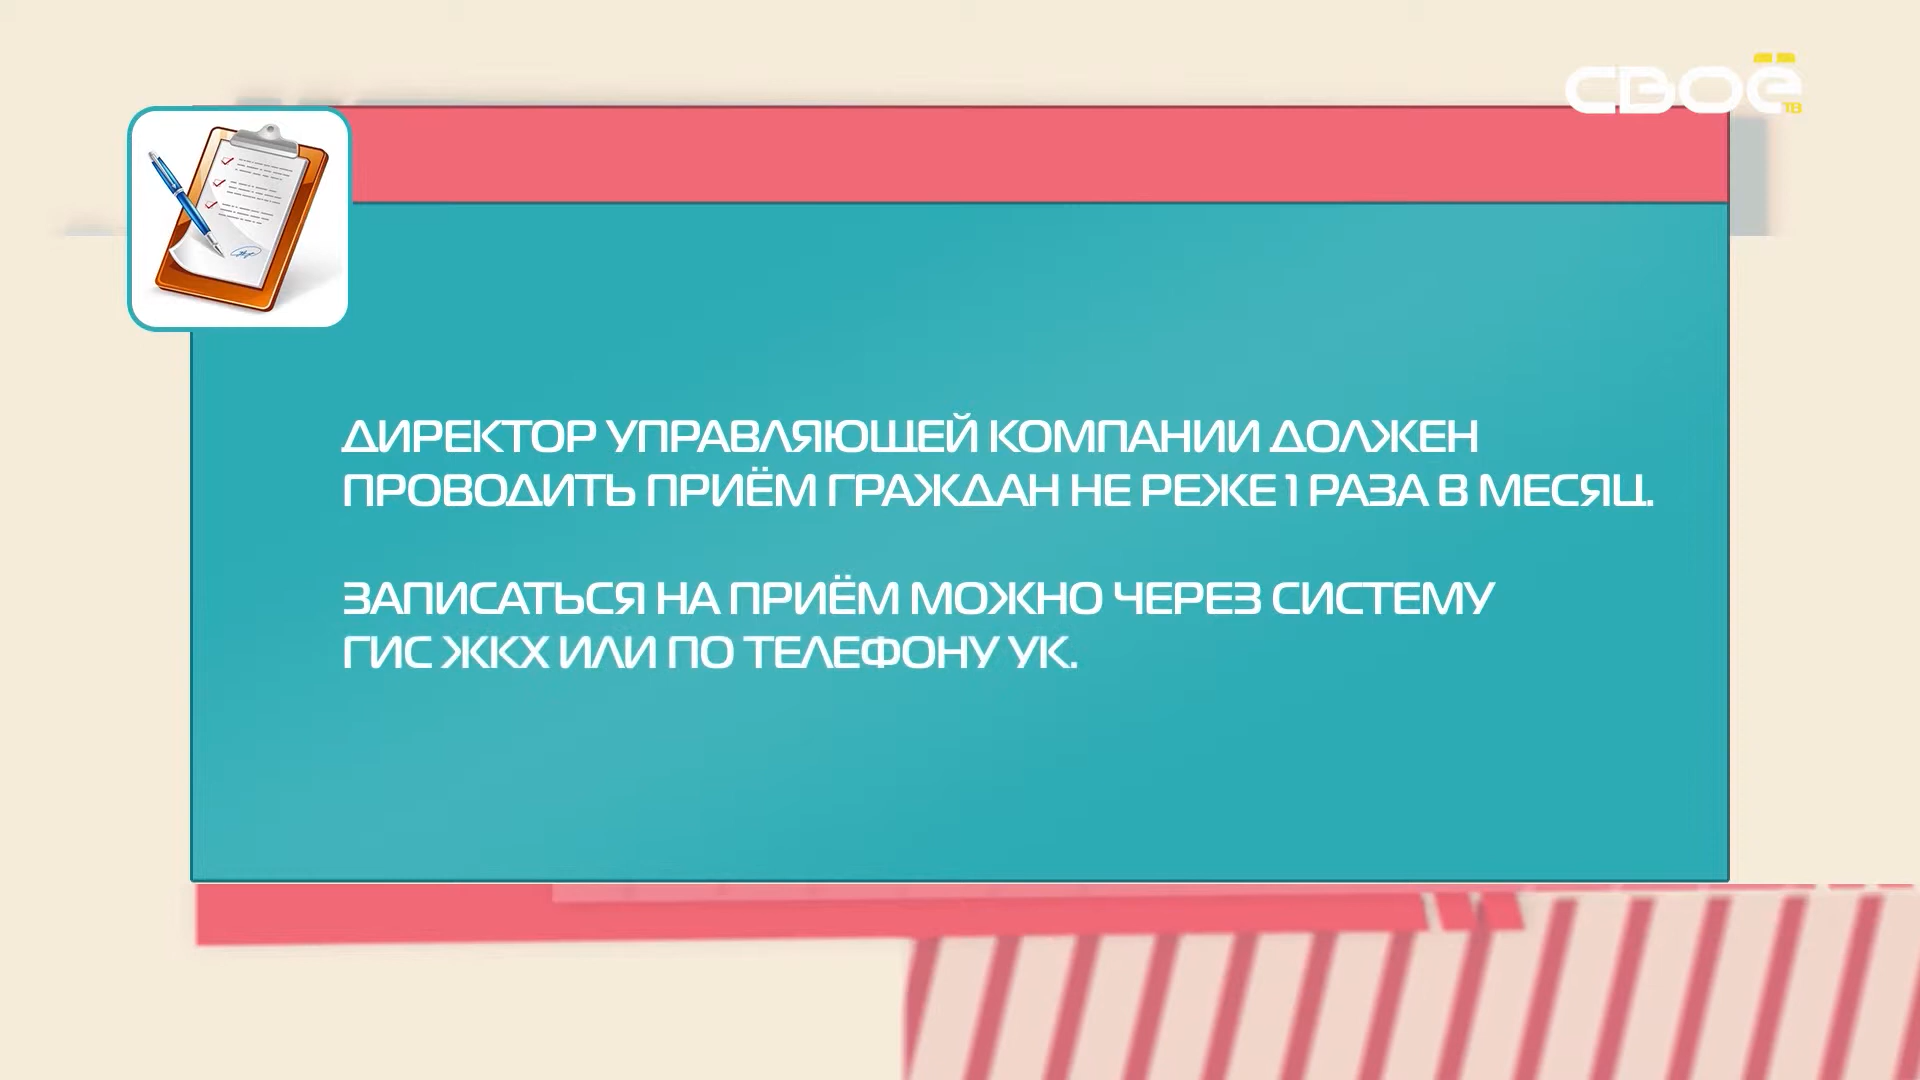 СВОЁ
ТВ
ДИРЕКТОР УПРАВЛЯЮЩЕЙ КОМПАНИИ ДОЛЖЕН
ПРОВОДИТЬ ПРИЁМ ГРАЖДАН НЕ РЕЖЕ 1 РАЗА В МЕСЯЦ.
ЗАПИСАТЬСЯ НА ПРИЁМ МОЖНО ЧЕРЕЗ СИСТЕМУ
ГИС ЖКХ ИЛИ ПО ТЕЛЕФОНУ УК.